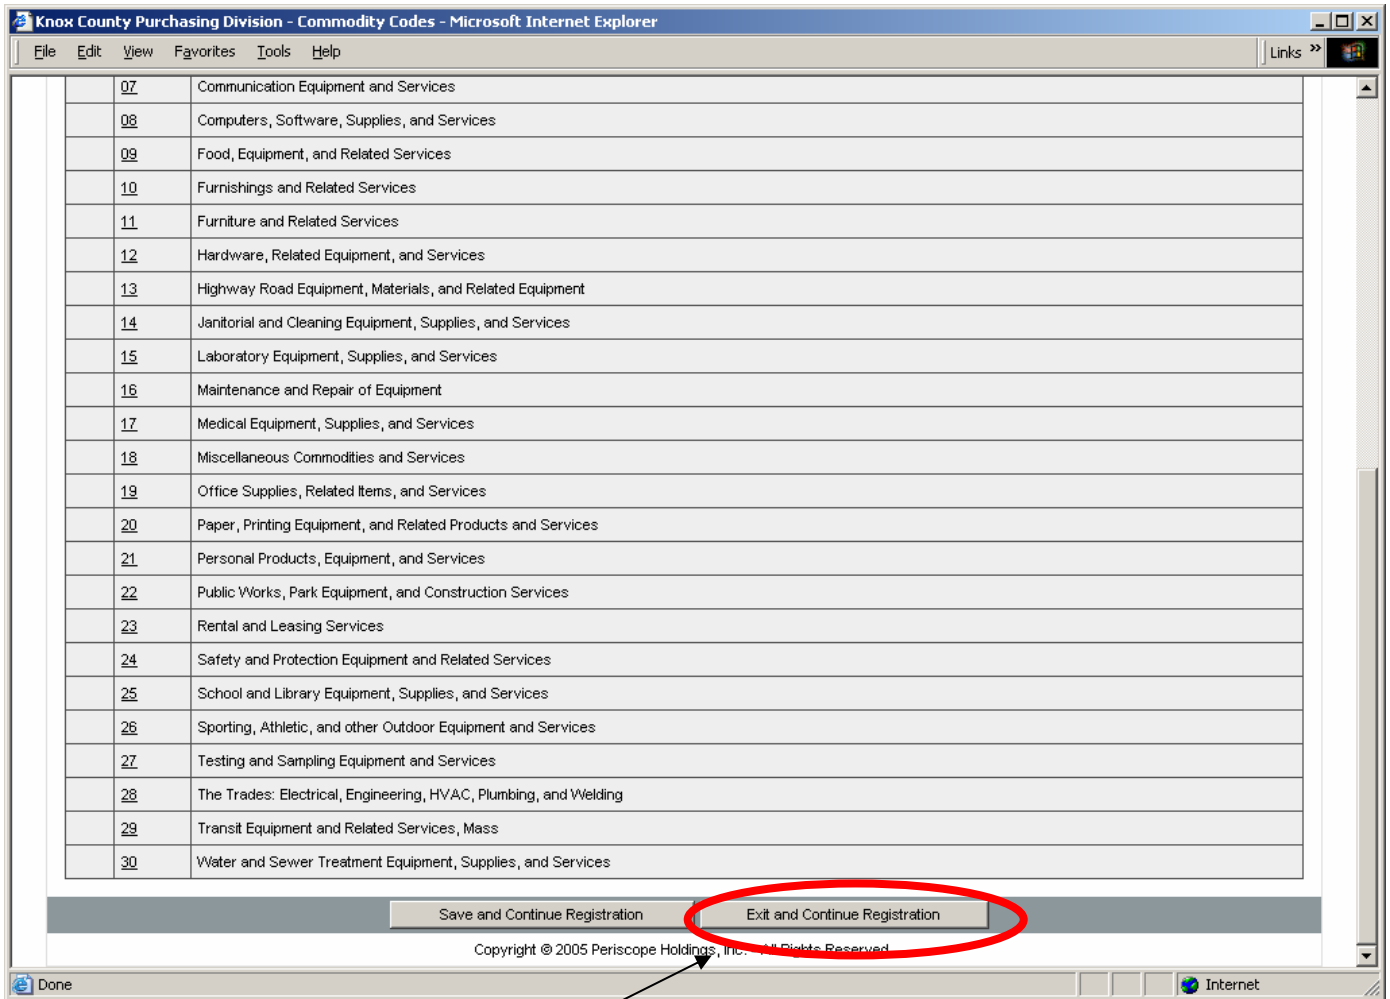 Knox County Purchasing Division - Commodity Codes - Microsoft Internet Explorer
File Edit View Favorites Tools Help Links »
07 Communication Equipment and Services
08 Computers, Software, Supplies, and Services
09 Food, Equipment, and Related Services
10 Furnishings and Related Services
11 Furniture and Related Services
12 Hardware, Related Equipment, and Services
13 Highway Road Equipment, Materials, and Related Equipment
14 Janitorial and Cleaning Equipment, Supplies, and Services
15 Laboratory Equipment, Supplies, and Services
16 Maintenance and Repair of Equipment
17 Medical Equipment, Supplies, and Services
18 Miscellaneous Commodities and Services
19 Office Supplies, Related Items, and Services
20 Paper, Printing Equipment, and Related Products and Services
21 Personal Products, Equipment, and Services
22 Public Works, Park Equipment, and Construction Services
23 Rental and Leasing Services
24 Safety and Protection Equipment and Related Services
25 School and Library Equipment, Supplies, and Services
26 Sporting, Athletic, and other Outdoor Equipment and Services
27 Testing and Sampling Equipment and Services
28 The Trades: Electrical, Engineering, HVAC, Plumbing, and Welding
29 Transit Equipment and Related Services, Mass
30 Water and Sewer Treatment Equipment, Supplies, and Services
Save and Continue Registration Exit and Continue Registration
Copyright © 2005 Periscope Holdings, Inc. All Rights Reserved
Done Internet